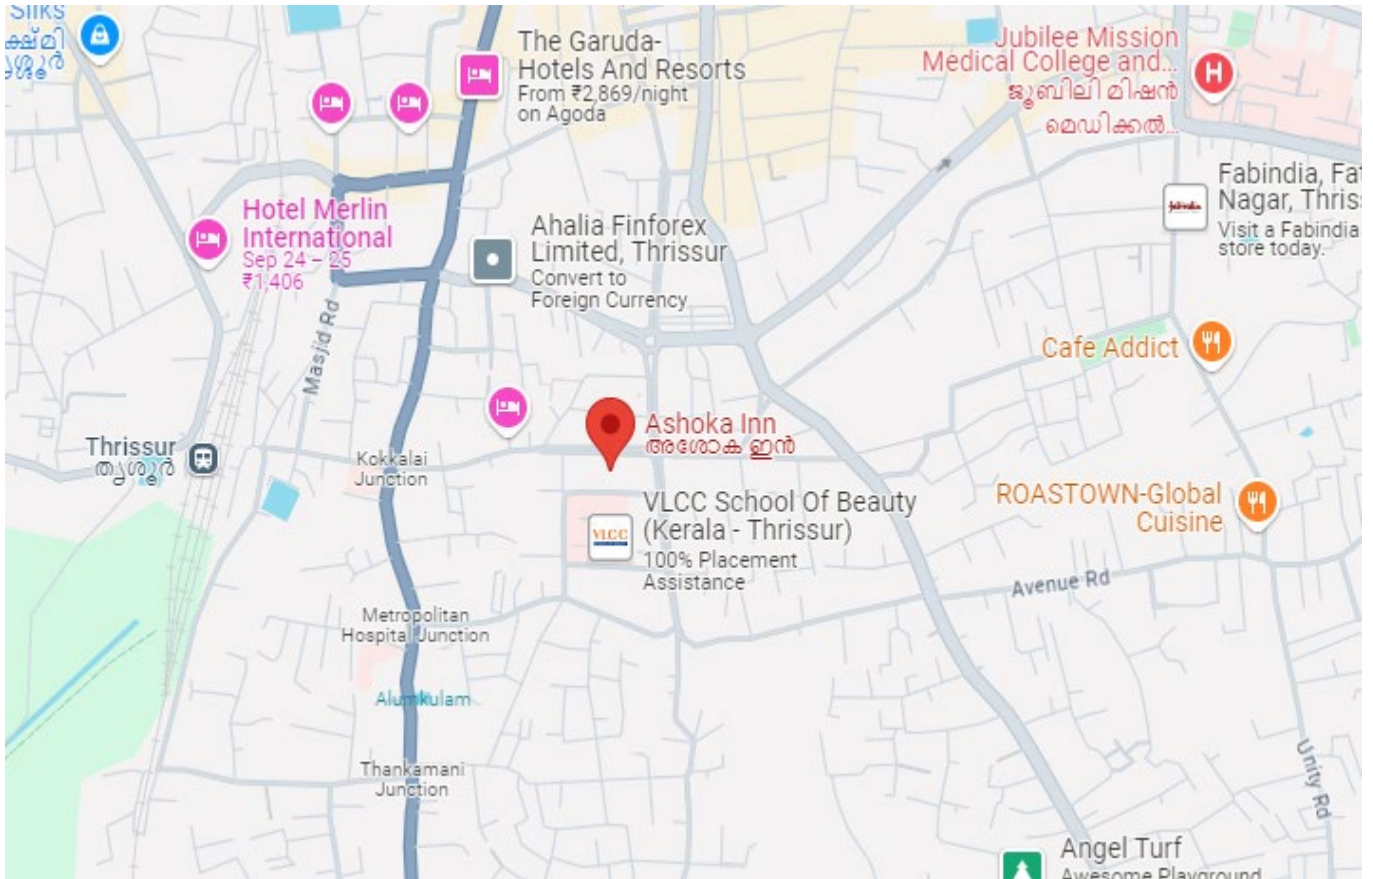 Silks
The Garuda-
Hotels And Resorts
From ₹2,869/night
on Agoda
Jubilee Mission
Medical College and...
ജൂബിലി മിഷൻ
മെഡിക്കൽ...
Fabindia,
Nagar,
Visit a Fabindia
store today.
Hotel Merlin
International
Sep 24 – 25
₹1,406
Ahalia Finforex
Limited, Thrissur
Convert to
Foreign Currency
Masjid Rd
Cafe Addict
Ashoka Inn
അശോക ഇൻ
Thrissur
തൃശൂർ
Kokkalai
Junction
VLCC School Of Beauty
(Kerala - Thrissur)
100% Placement
Assistance
VLCC
ROASTOWN-Global
Cuisine
Avenue Rd
Metropolitan
Hospital Junction
Alumkulam
Thankamani
Junction
Unity Rd
Angel Turf
Awesome Playground